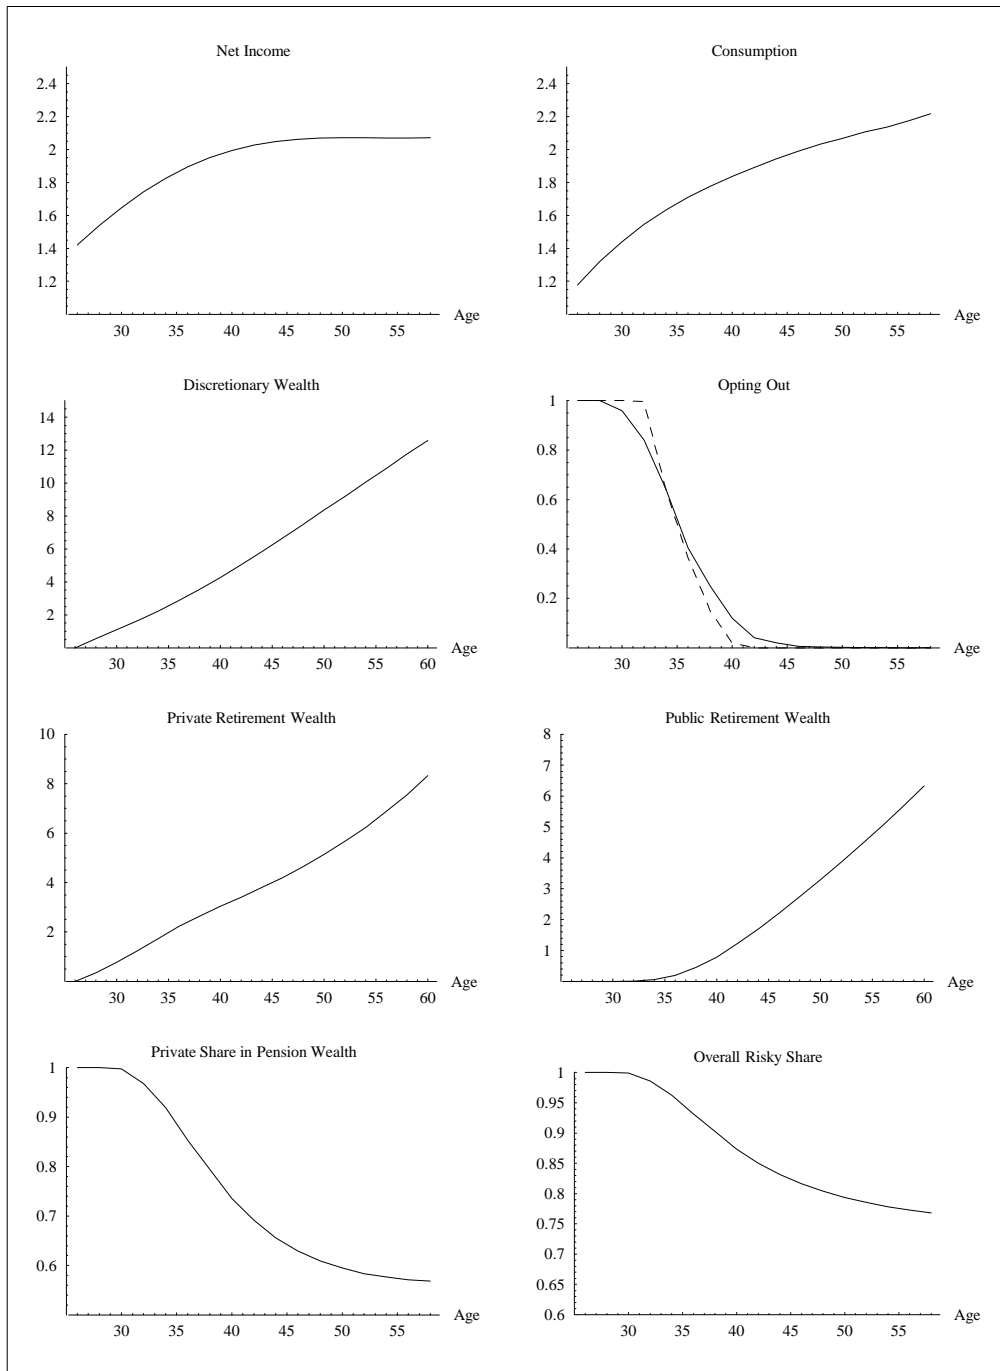 Net Income
2.4
2.2
2
1.8
1.6
1.4
1.2
30 35 40 45 50 55
Age
Consumption
2.4
2.2
2
1.8
1.6
1.4
1.2
30 35 40 45 50 55
Age
Discretionary Wealth
14
12
10
8
6
4
2
30 35 40 45 50 55 60
Age
Opting Out
1
0.8
0.6
0.4
0.2
30 35 40 45 50 55
Age
Private Retirement Wealth
10
8
6
4
2
30 35 40 45 50 55 60
Age
Public Retirement Wealth
8
7
6
5
4
3
2
1
30 35 40 45 50 55 60
Age
Private Share in Pension Wealth
1
0.9
0.8
0.7
0.6
30 35 40 45 50 55
Age
Overall Risky Share
1
0.95
0.9
0.85
0.8
0.75
0.7
0.65
0.6
30 35 40 45 50 55
Age